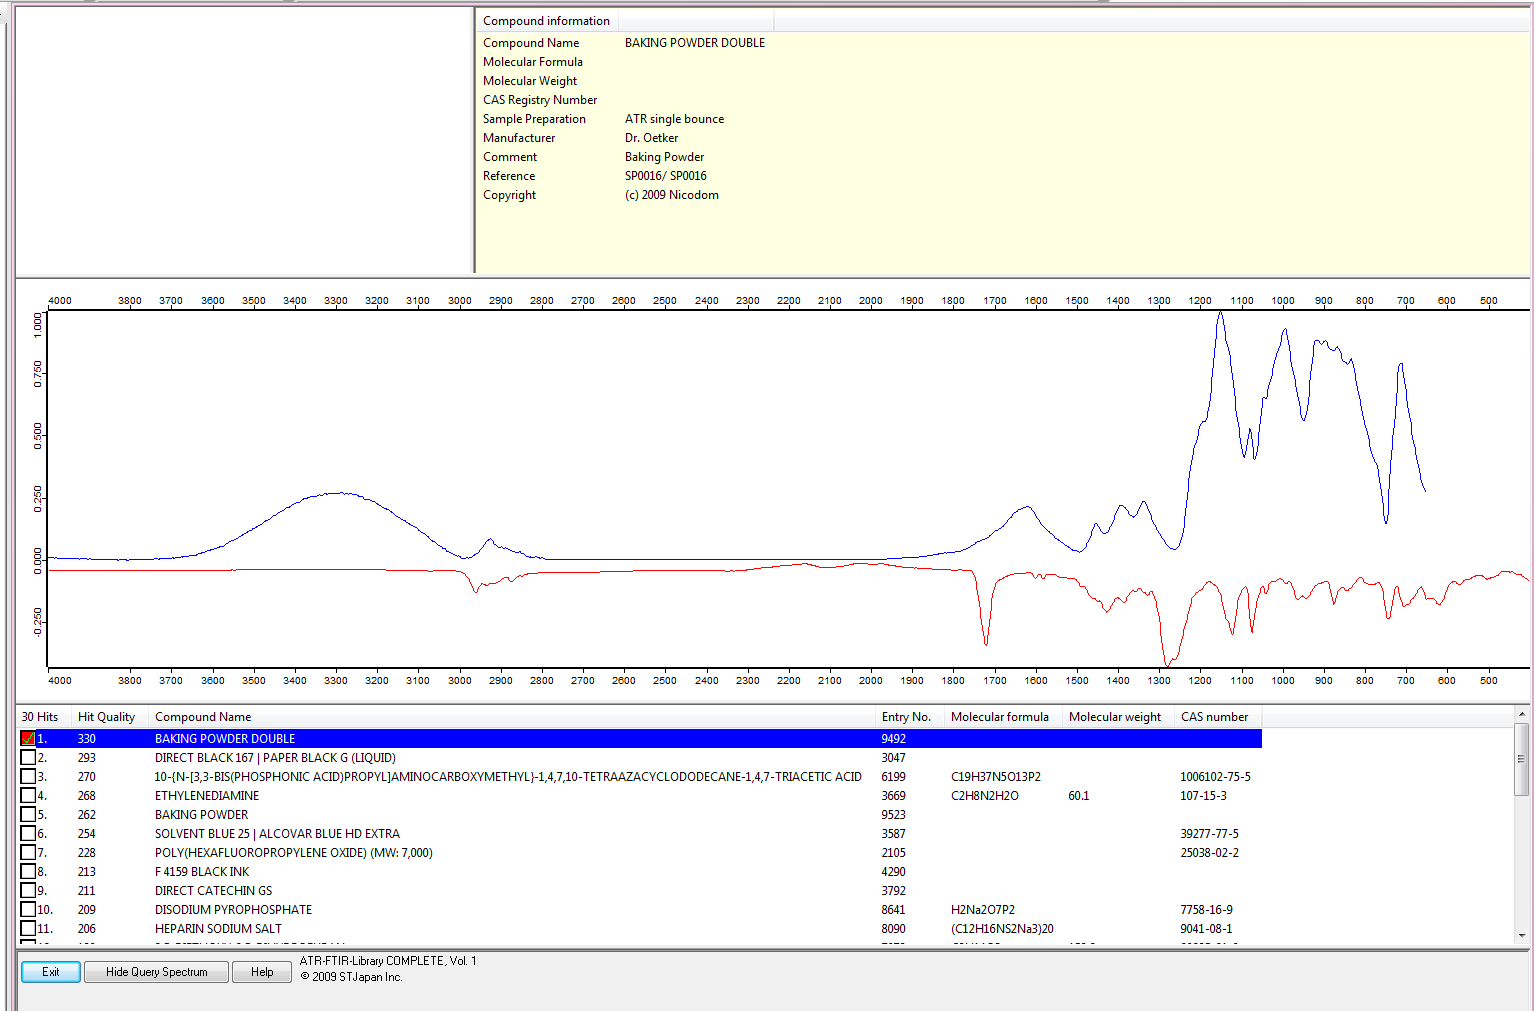 Compound information
Compound Name BAKING POWDER DOUBLE
Molecular Formula
Molecular Weight
CAS Registry Number
Sample Preparation ATR single bounce
Manufacturer Dr. Oetker
Comment Baking Powder
Reference SP0016/ SP0016
Copyright (c) 2009 Nicodom
4000 3800 3700 3600 3500 3400 3300 3200 3100 3000 2900 2800 2700 2600 2500 2400 2300 2200 2100 2000 1900 1800 1700 1600 1500 1400 1300 1200 1100 1000 900 800 700 600 500
1.000
0.750
0.500
0.250
0.000
-0.250
4000 3800 3700 3600 3500 3400 3300 3200 3100 3000 2900 2800 2700 2600 2500 2400 2300 2200 2100 2000 1900 1800 1700 1600 1500 1400 1300 1200 1100 1000 900 800 700 600 500
30 Hits Hit Quality Compound Name Entry No. Molecular formula Molecular weight CAS number
1. 330 BAKING POWDER DOUBLE 9492
2. 293 DIRECT BLACK 167 | PAPER BLACK G (LIQUID) 3047
3. 270 10-{N-[3,3-BIS(PHOSPHONIC ACID)PROPYL]AMINOCARBOXYMETHYL}-1,4,7,10-TETRAAZACYCLODODECANE-1,4,7-TRIACETIC ACID 6199 C19H37N5O13P2 1006102-75-5
4. 268 ETHYLENEDIAMINE 3669 C2H8N2H2O 60.1 107-15-3
5. 262 BAKING POWDER 9523
6. 254 SOLVENT BLUE 25 | ALCOVAR BLUE HD EXTRA 3587 39277-77-5
7. 228 POLY(HEXAFLUOROPROPYLENE OXIDE) (MW: 7,000) 2105 25038-02-2
8. 213 F 4159 BLACK INK 4290
9. 211 DIRECT CATECHIN GS 3792
10. 209 DISODIUM PYROPHOSPHATE 8641 H2Na2O7P2 7758-16-9
11. 206 HEPARIN SODIUM SALT 8090 (C12H16NS2Na3)20 9041-08-1
Exit Hide Query Spectrum Help ATR-FTIR-Library COMPLETE, Vol. 1
© 2009 STJapan Inc.